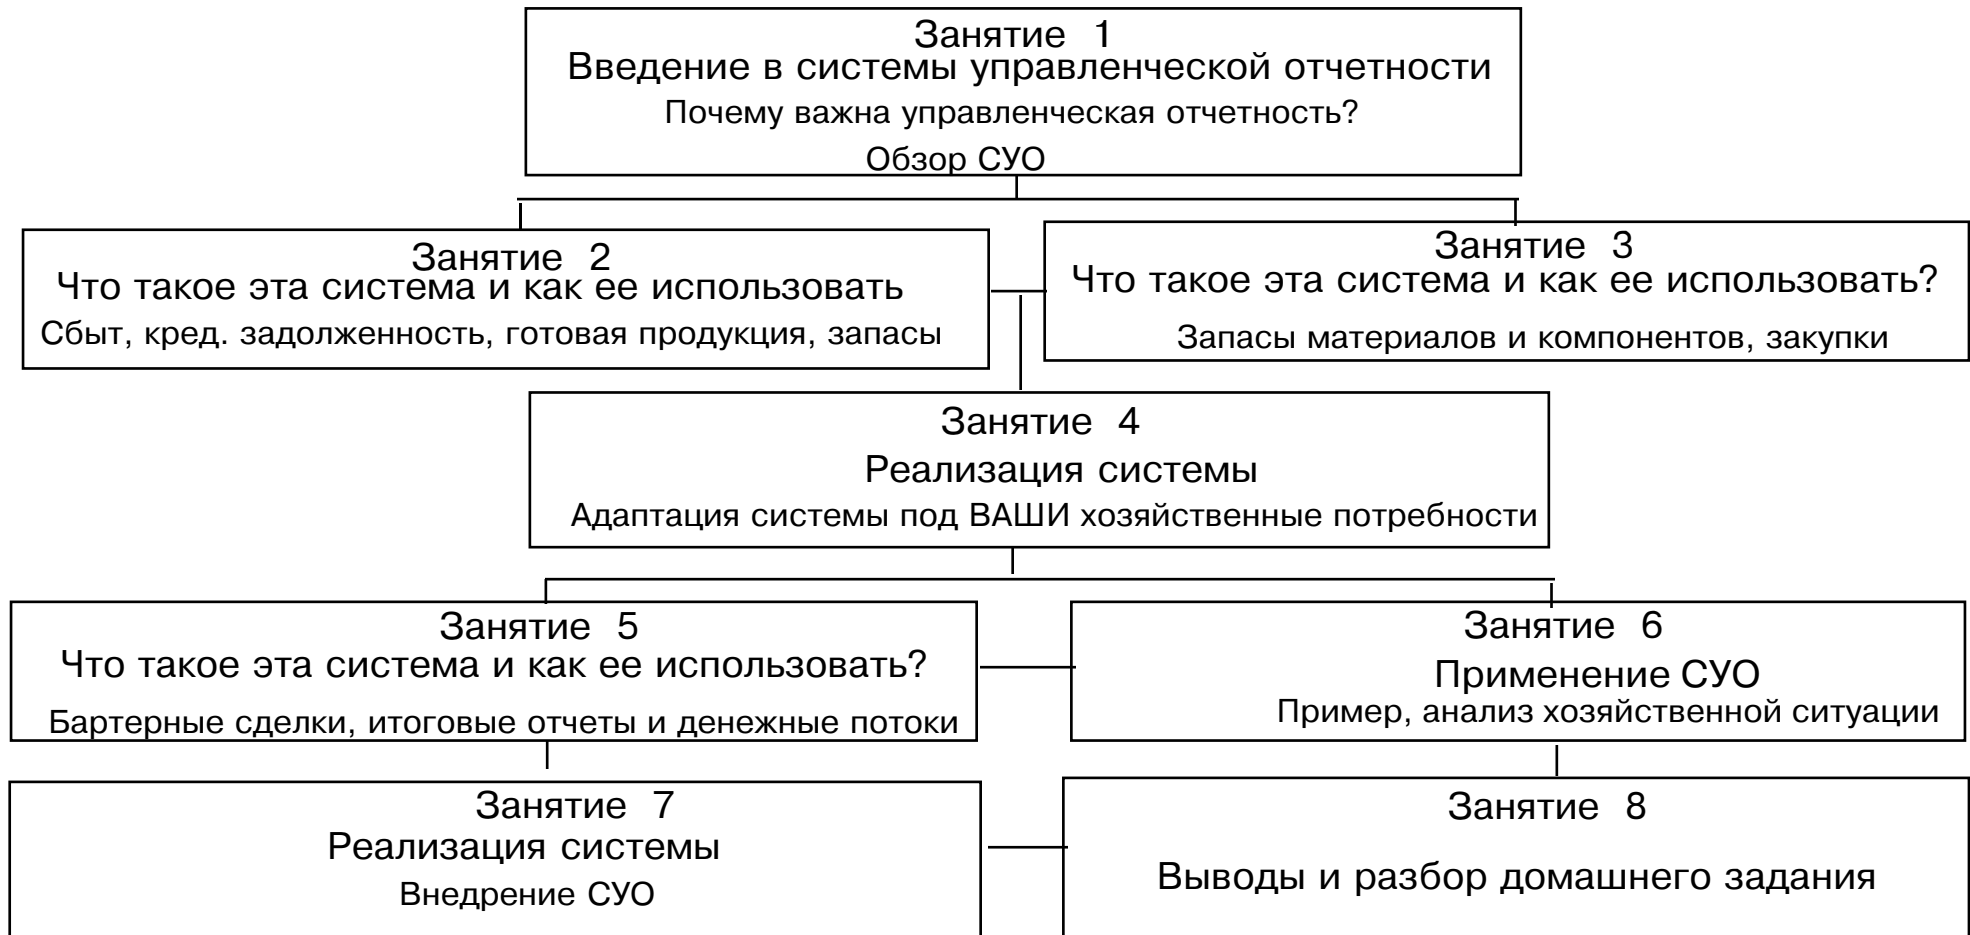 Занятие 1
Введение в системы управленческой отчетности
Почему важна управленческая отчетность?
Обзор СУО
Занятие 2
Что такое эта система и как ее использовать
Сбыт, кред. задолженность, готовая продукция, запасы
Занятие 3
Что такое эта система и как ее использовать?
Запасы материалов и компонентов, закупки
Занятие 4
Реализация системы
Адаптация системы под ВАШИ хозяйственные потребности
Занятие 5
Что такое эта система и как ее использовать?
Бартерные сделки, итоговые отчеты и денежные потоки
Занятие 6
Применение СУО
Пример, анализ хозяйственной ситуации
Занятие 7
Реализация системы
Внедрение СУО
Занятие 8
Выводы и разбор домашнего задания